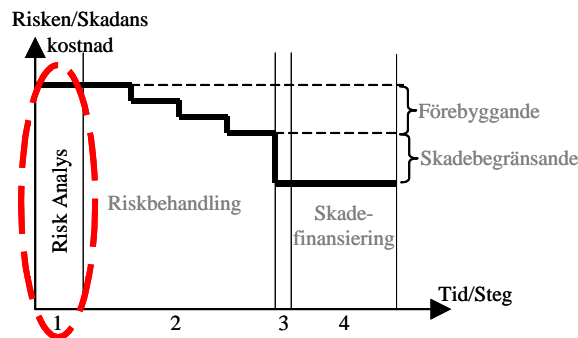 Risken/Skadans
kostnad
Förebyggande
Skadebegränsande
Risk Analys
Riskbehandling
Skade-
finansiering
Tid/Steg
1
2
3
4